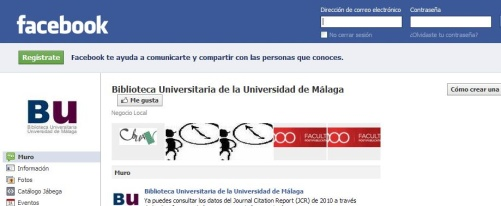 Dirección de correo electrónico Contraseña
facebook
No cerrar sesión ¿Olvidaste tu contraseña?
Regístrate Facebook te ayuda a comunicarte y compartir con las personas que conoces.
Biblioteca Universitaria de la Universidad de Málaga
Me gusta
Cómo crear una
Negocio Local
Bu
Biblioteca Universitaria
Universidad de Málaga
FACULT
FACULT
Muro
Muro
Información
Fotos
Catálogo Jábega
Eventos
Bu
Biblioteca Universitaria de la Universidad de Málaga
Ya puedes consultar los datos del Journal Citation Report (JCR) de 2010 a través